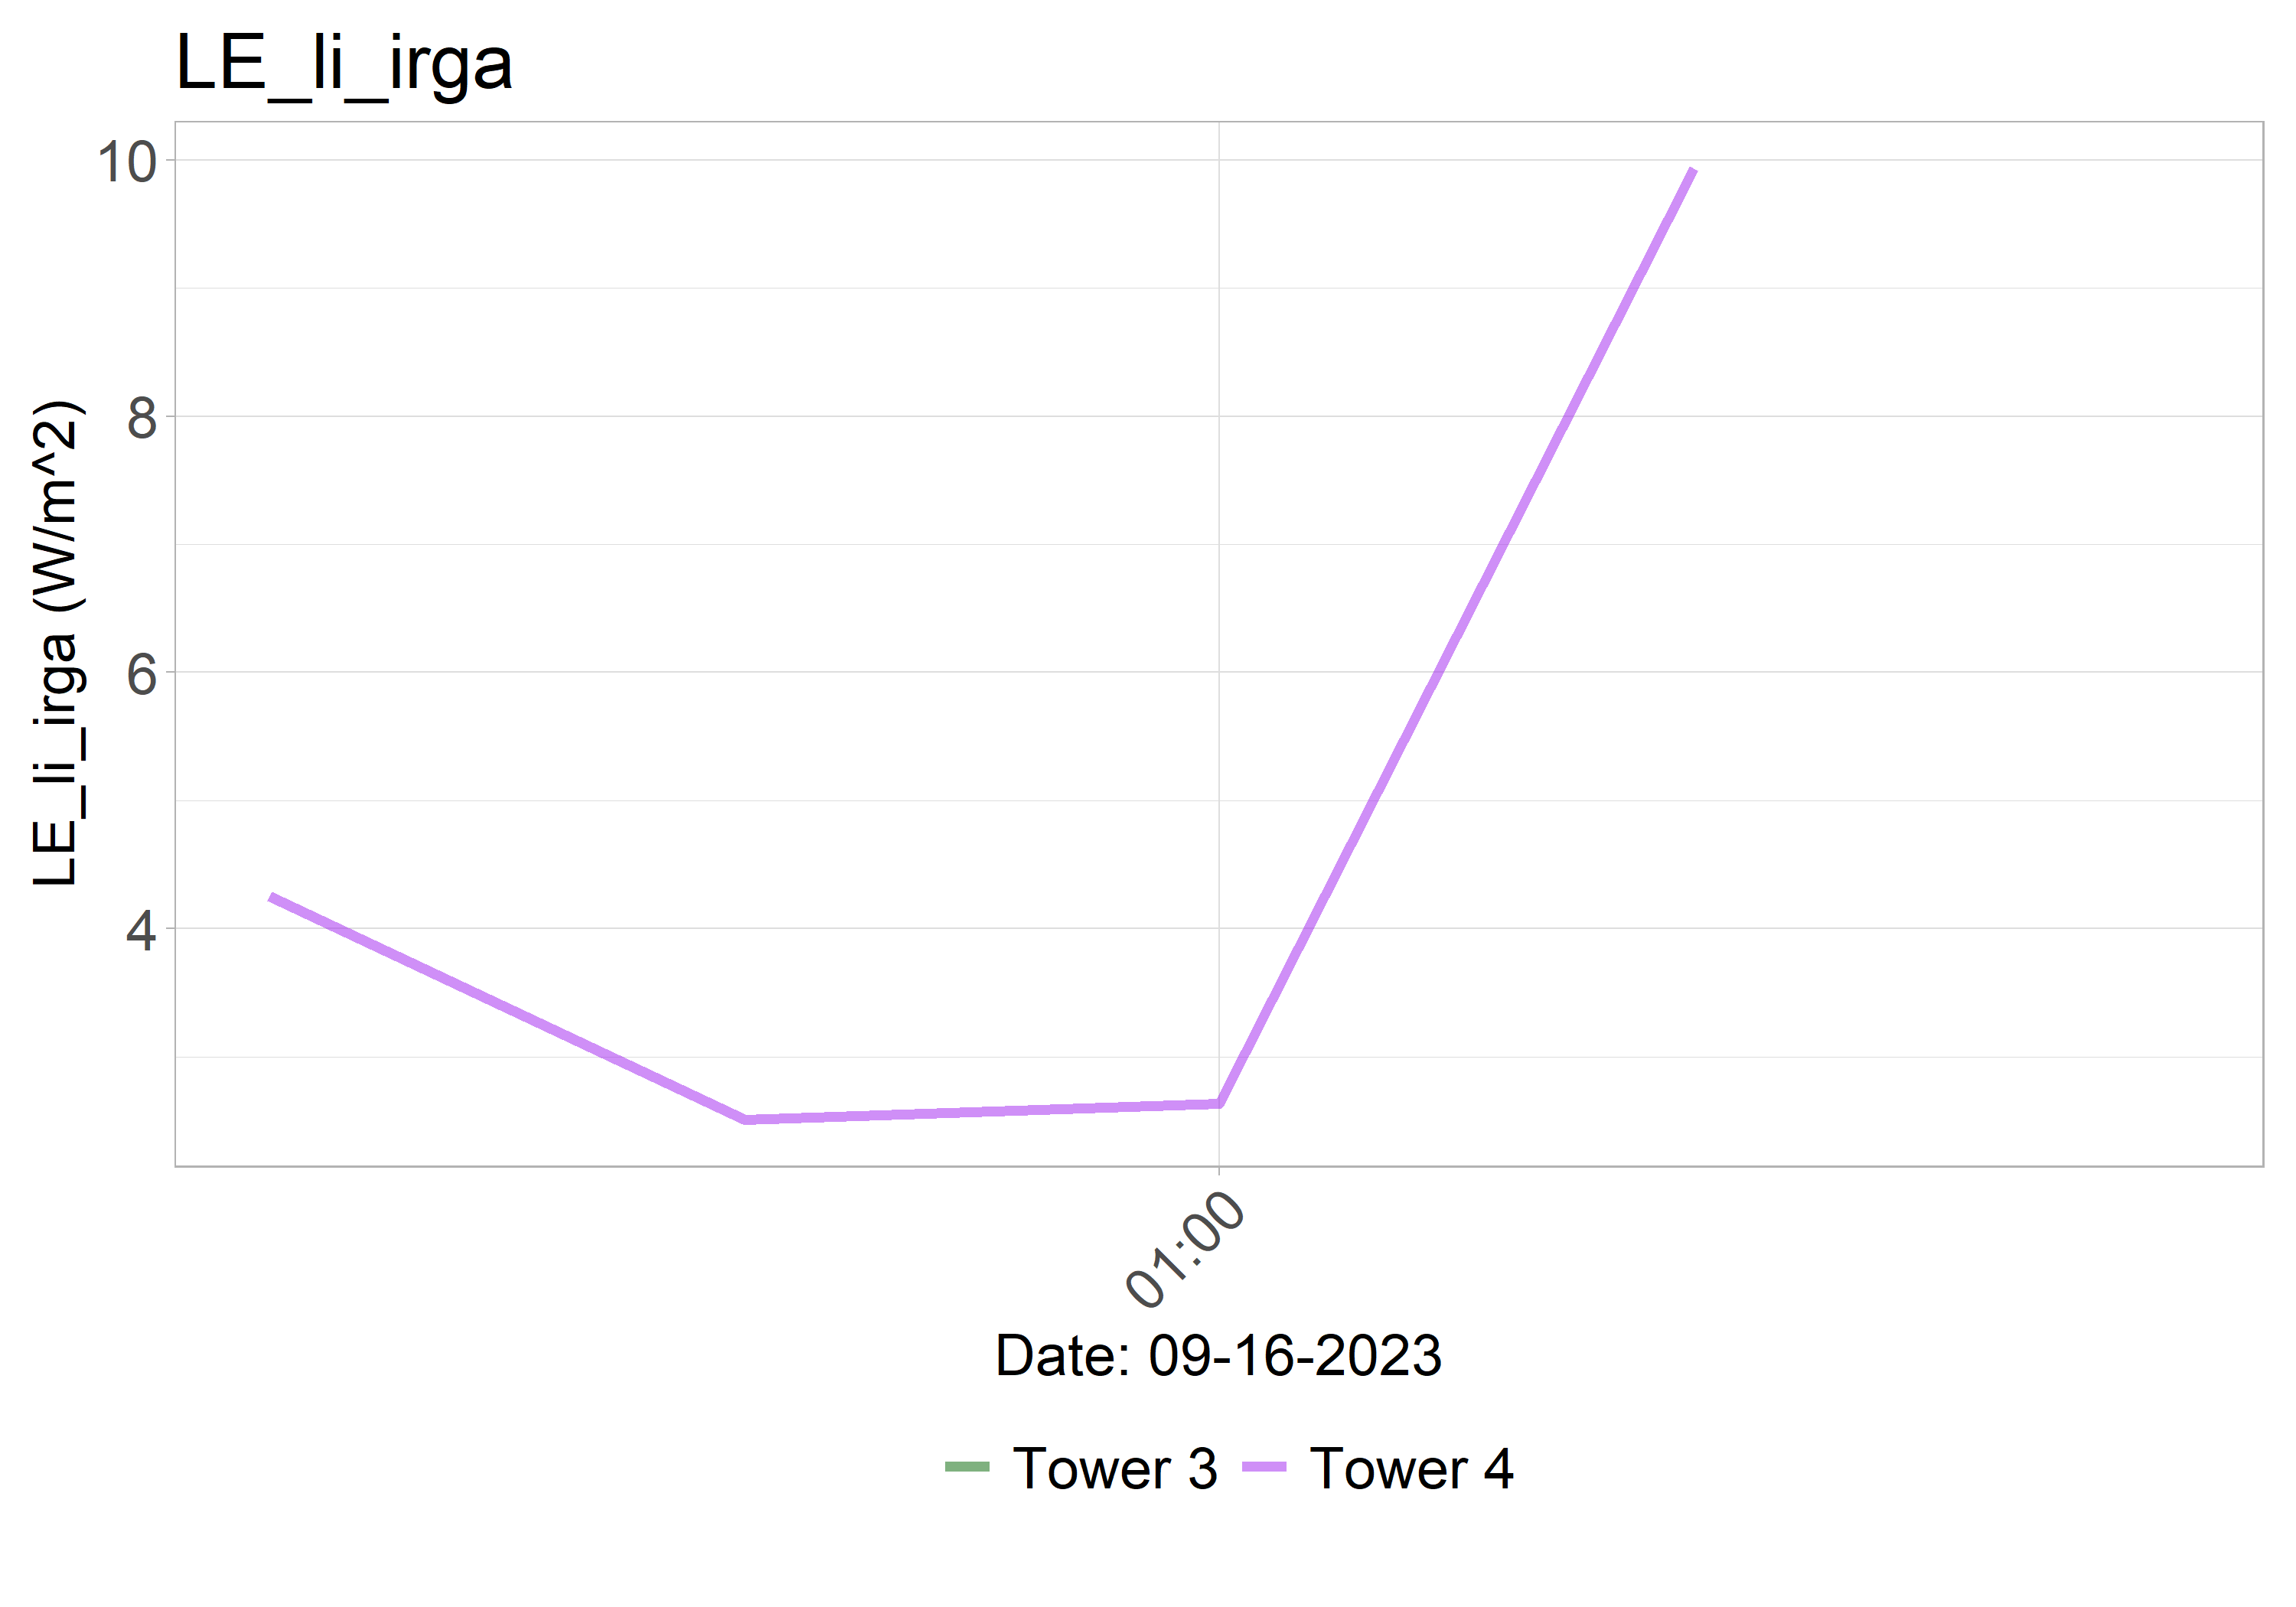 LE_li_irga
LE_li_irga (W/m^2)
10
8
6
4
01:00
Date: 09-16-2023
Tower 3 Tower 4